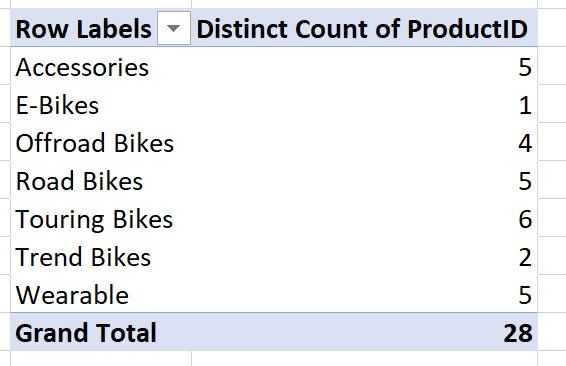 Row Labels Distinct Count of ProductID
Accessories 5
E-Bikes 1
Offroad Bikes 4
Road Bikes 5
Touring Bikes 6
Trend Bikes 2
Wearable 5
Grand Total 28